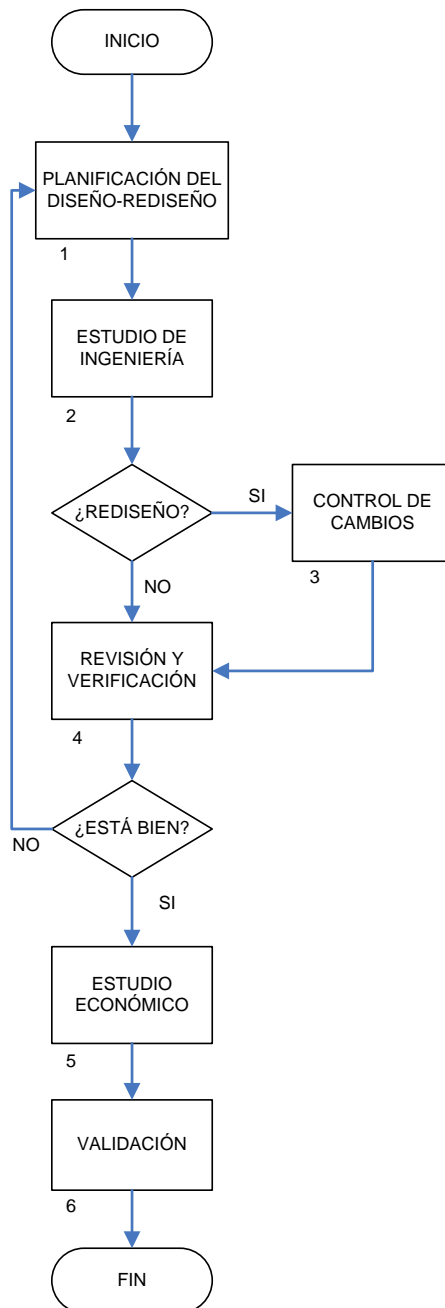 INICIO
PLANIFICACIÓN DEL
DISEÑO-REDISEÑO
1
ESTUDIO DE
INGENIERÍA
2
¿REDISEÑO?
SI
CONTROL DE
CAMBIOS
3
NO
REVISIÓN Y
VERIFICACIÓN
4
¿ESTÁ BIEN?
NO
SI
ESTUDIO
ECONÓMICO
5
VALIDACIÓN
6
FIN